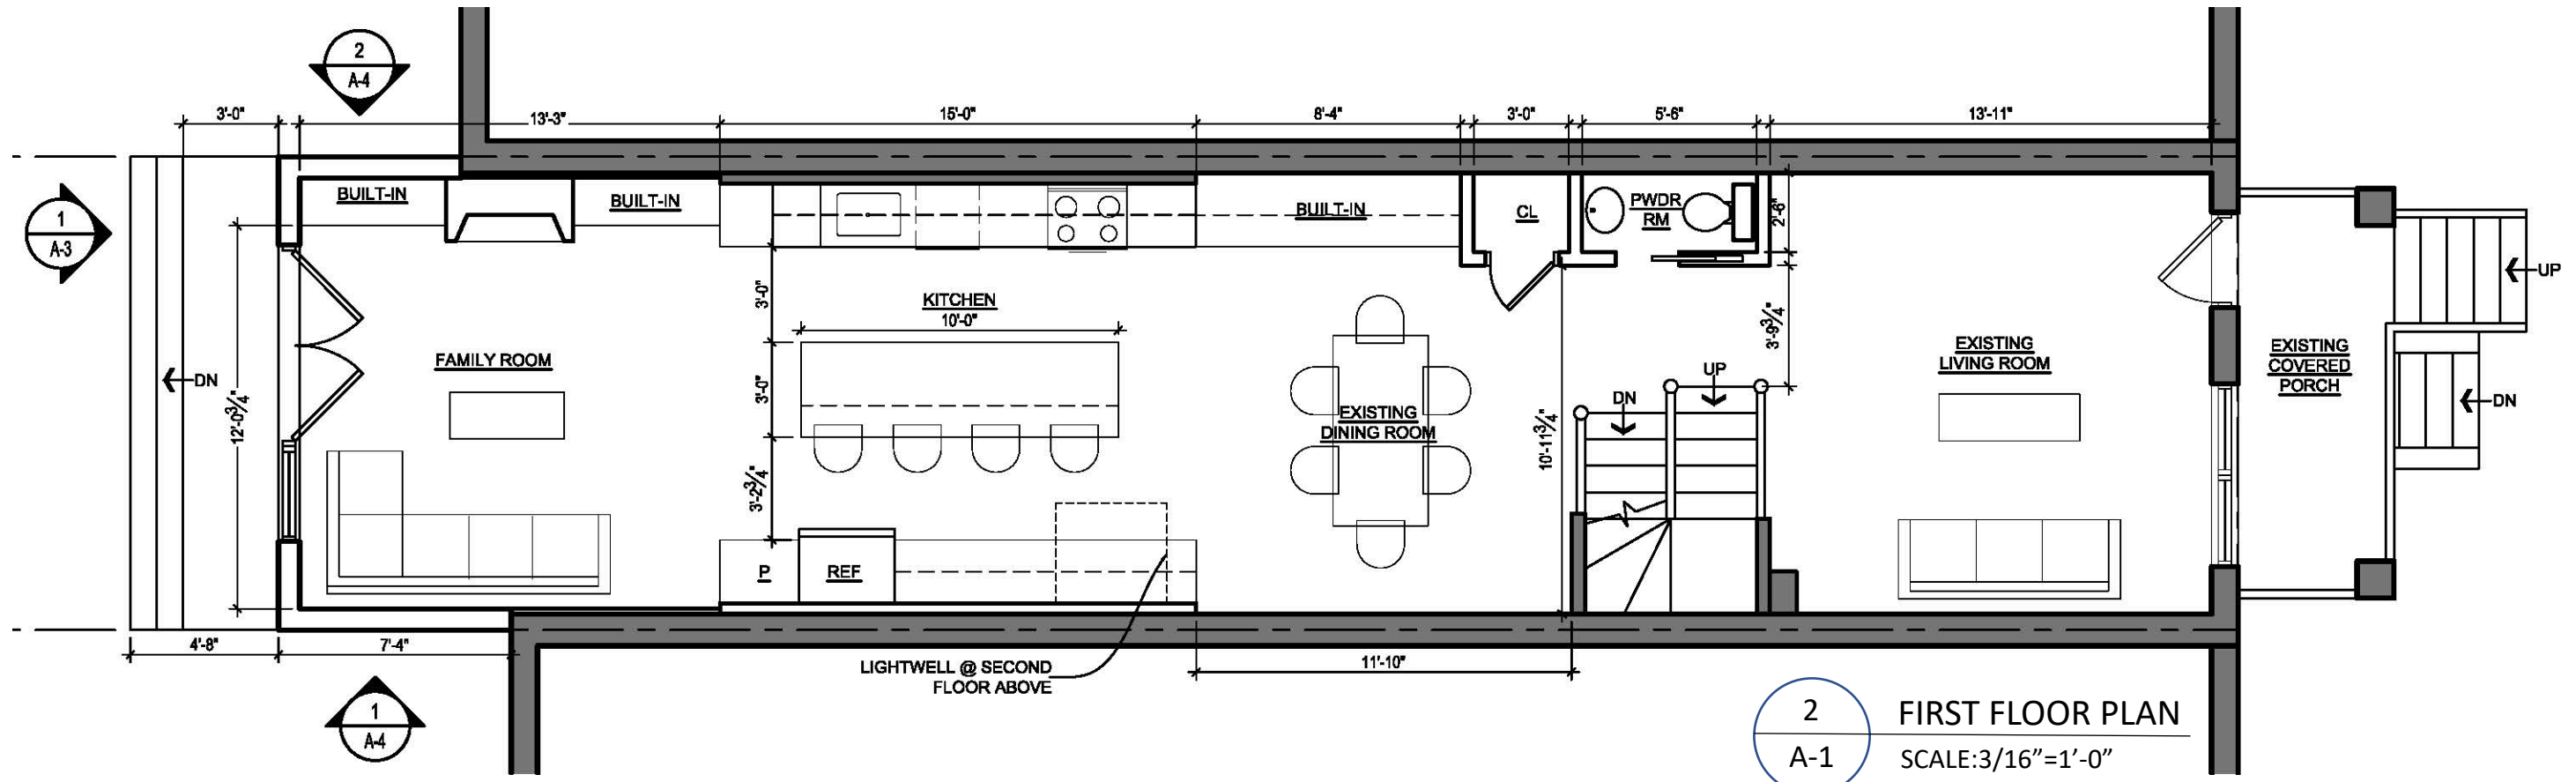 2
A-4
3'-0"
13'-3"
15'-0"
8'-4"
3'-0"
5'-6"
13'-11"
1
A-3
BUILT-IN
BUILT-IN
BUILT-IN
CL
PWDR
RM
2'-6"
UP
3'-0"
KITCHEN
10'-0"
3'-9 3/4"
FAMILY ROOM
EXISTING
LIVING ROOM
EXISTING
COVERED
PORCH
DN
12'-0 3/4"
3'-0"
EXISTING
DINING ROOM
10'-11 3/4"
DN
UP
DN
3'-2 3/4"
P
REF
4'-8"
7'-4"
LIGHTWELL @ SECOND
FLOOR ABOVE
11'-10"
1
A-4
2
A-1
FIRST FLOOR PLAN
SCALE:3/16”=1’-0”